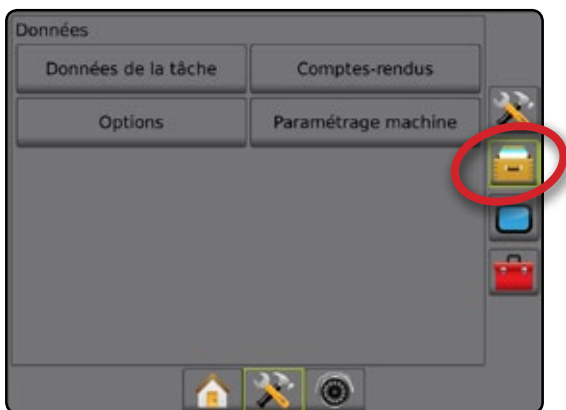 Données
Données de la tâche
Comptes-rendus
Options
Paramétrage machine